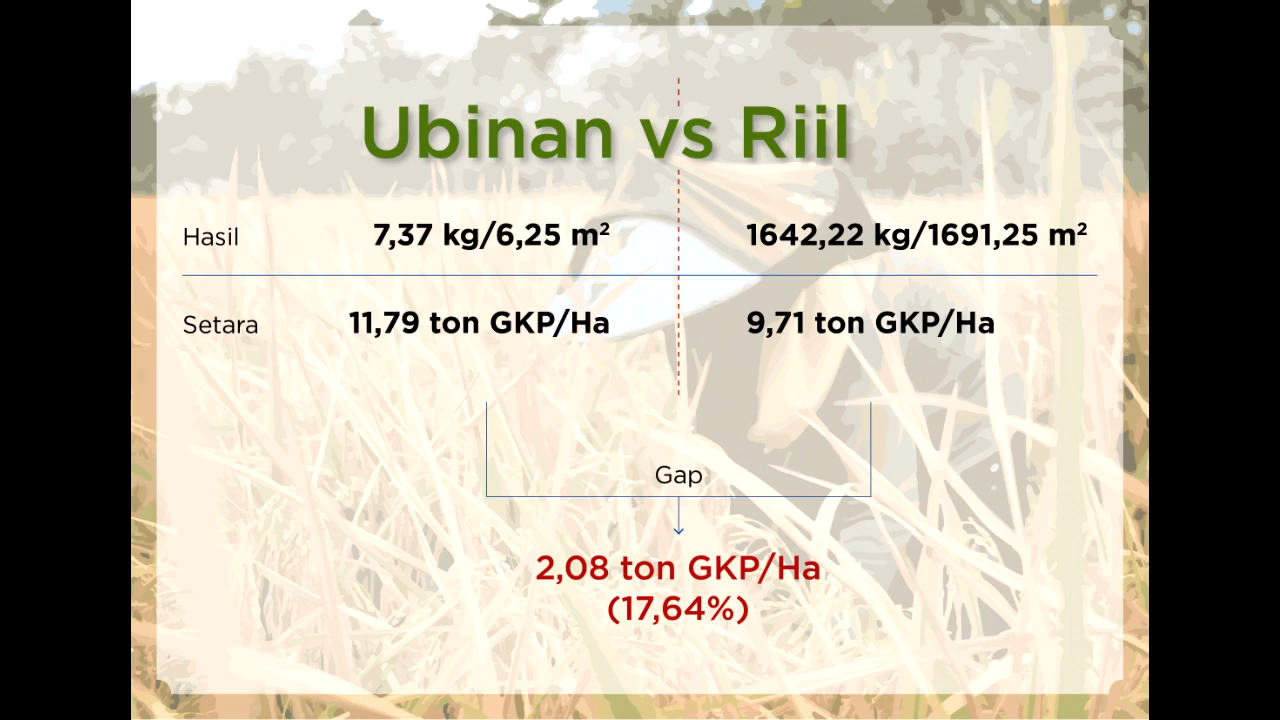 Ubinan vs Riil
Hasil 7,37 kg/6,25 m² 1642,22 kg/1691,25 m²
Setara 11,79 ton GKP/Ha 9,71 ton GKP/Ha
Gap
2,08 ton GKP/Ha
(17,64%)